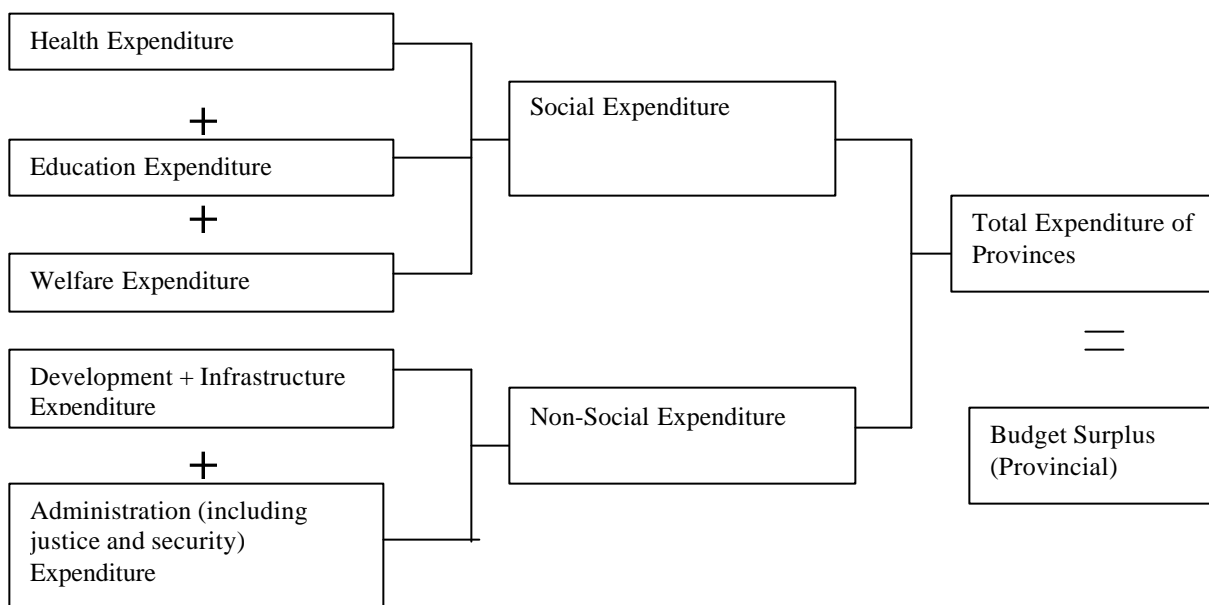 Health Expenditure
+
Education Expenditure
+
Welfare Expenditure
Development + Infrastructure
Expenditure
+
Administration (including
justice and security)
Expenditure
Social Expenditure
Non-Social Expenditure
Total Expenditure of
Provinces
=
Budget Surplus
(Provincial)